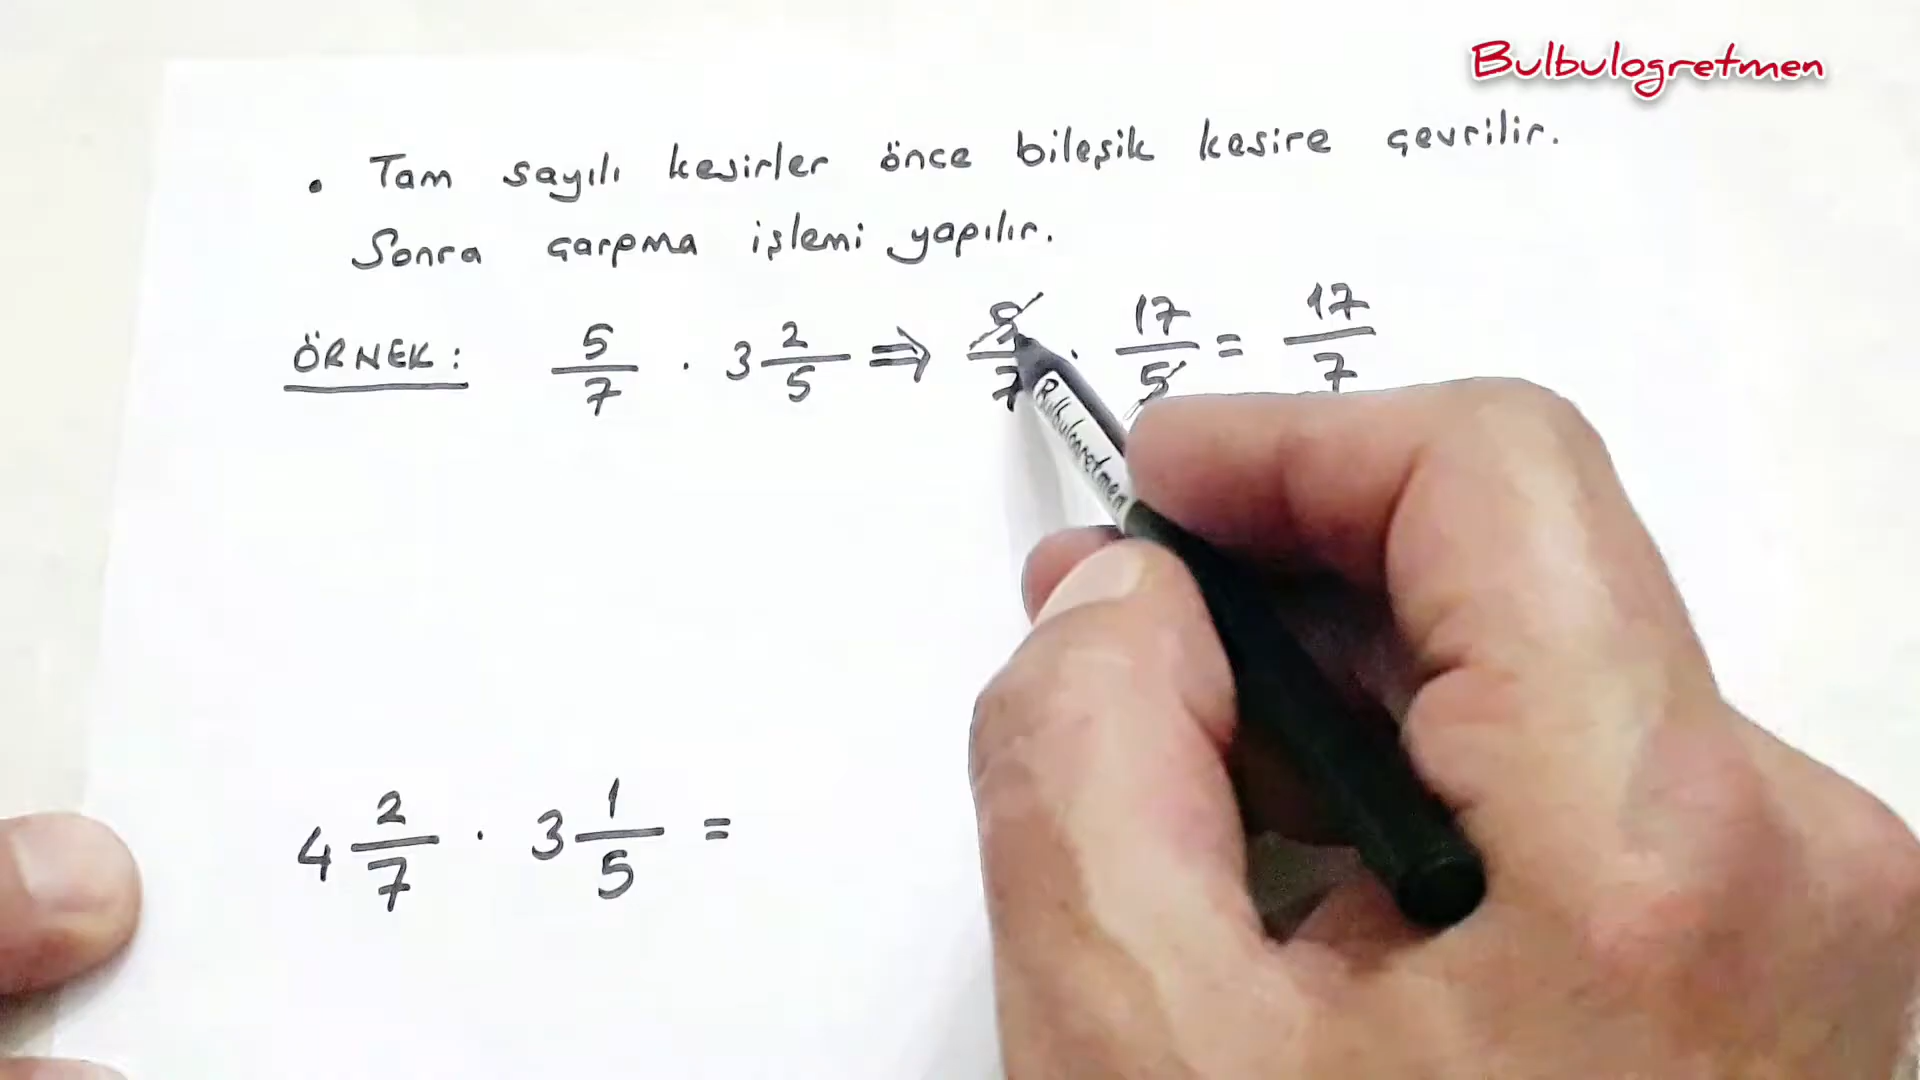 Bulbulogretmen
• Tam sayılı kesirler önce bileşik kesire çevrilir.
Sonra çarpma işlemi yapılır.
ÖRNEK: 5/7 · 3 2/5 ⇒ 5/7 · 17/5 = 17/7
Bulbulogretmen
4 2/7 · 3 1/5 =